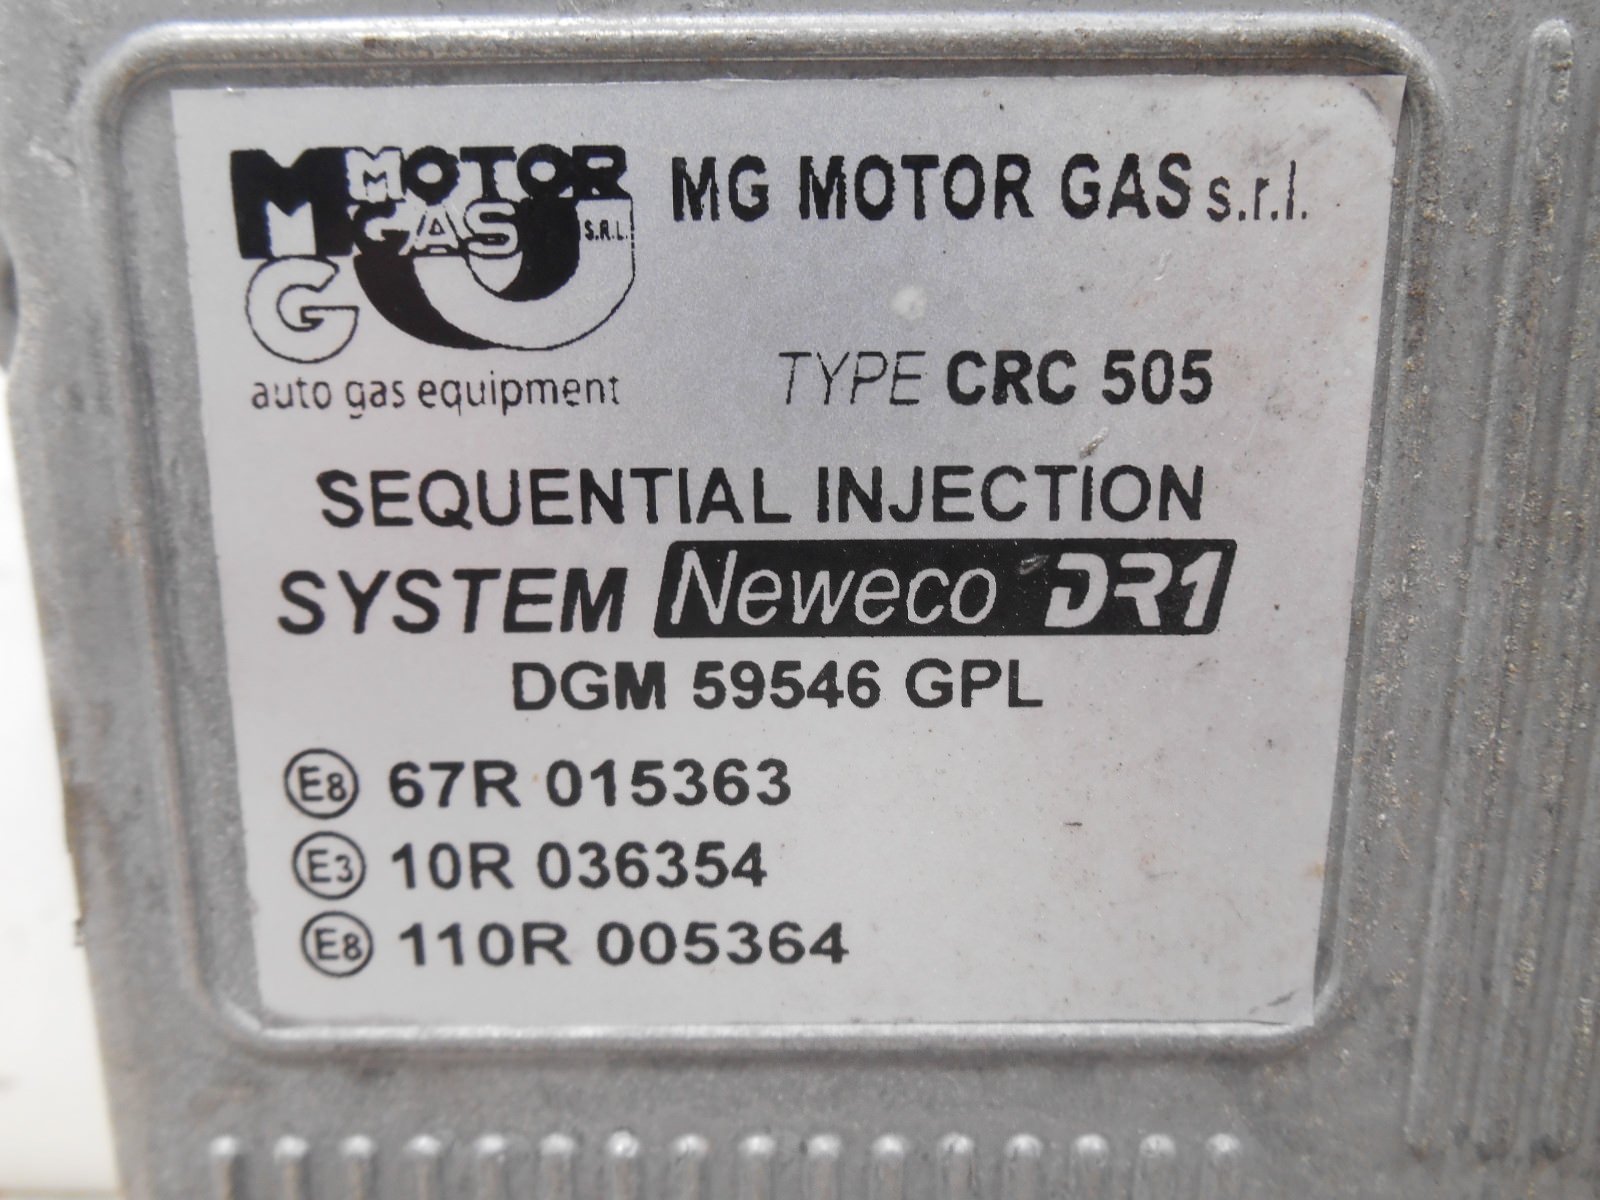 M MOTOR
M GAS S.R.L.
G
auto gas equipment
MG MOTOR GAS s.r.l.
TYPE CRC 505
SEQUENTIAL INJECTION
SYSTEM Neweco DR1
DGM 59546 GPL
E8 67R 015363
E3 10R 036354
E8 110R 005364